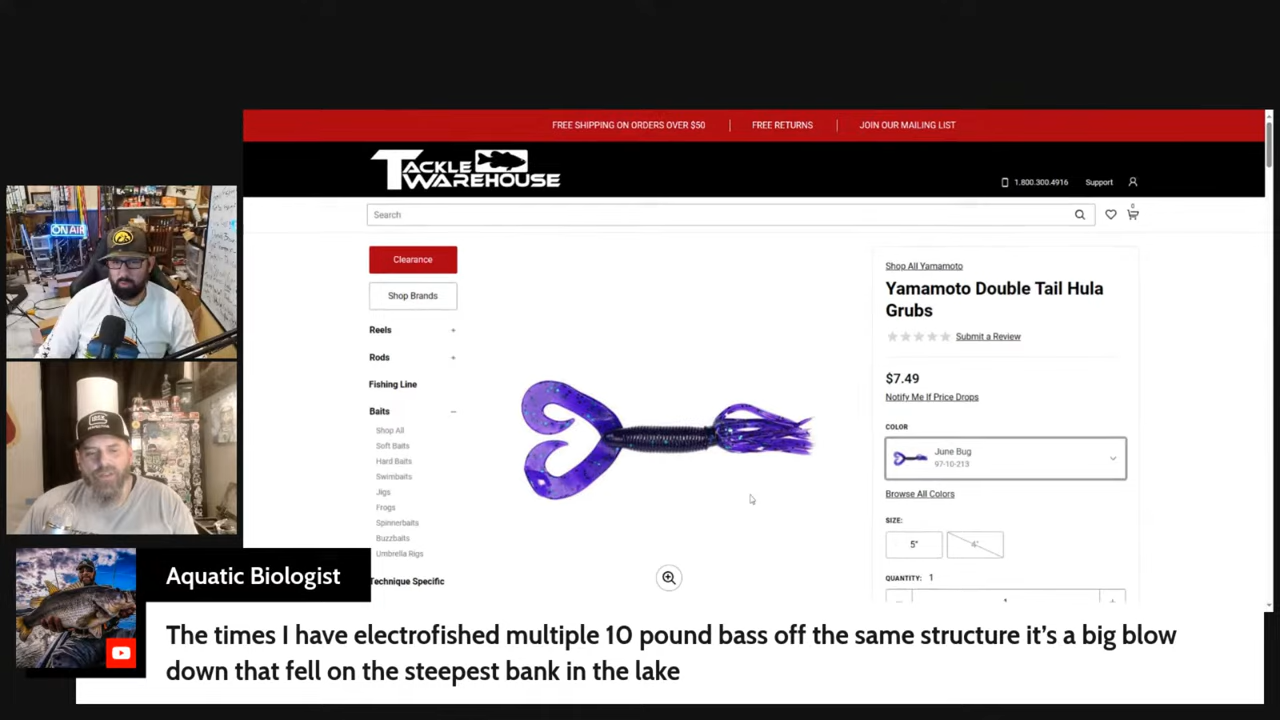 FREE SHIPPING ON ORDERS OVER $50
FREE RETURNS
JOIN OUR MAILING LIST
TACKLE
WAREHOUSE
1.800.300.4916
Support
0
Search
ON AIR
Clearance
Shop Brands
Reels +
Rods +
Fishing Line
Baits −
Shop All
Soft Baits
Hard Baits
Swimbaits
Jigs
Frogs
Spinnerbaits
Buzzbaits
Umbrella Rigs
Technique Specific
Shop All Yamamoto
Yamamoto Double Tail Hula
Grubs
Submit a Review
$7.49
Notify Me If Price Drops
COLOR
June Bug
97-10-213
Browse All Colors
SIZE:
5"
4"
QUANTITY: 1
Aquatic Biologist
The times I have electrofished multiple 10 pound bass off the same structure it’s a big blow
down that fell on the steepest bank in the lake